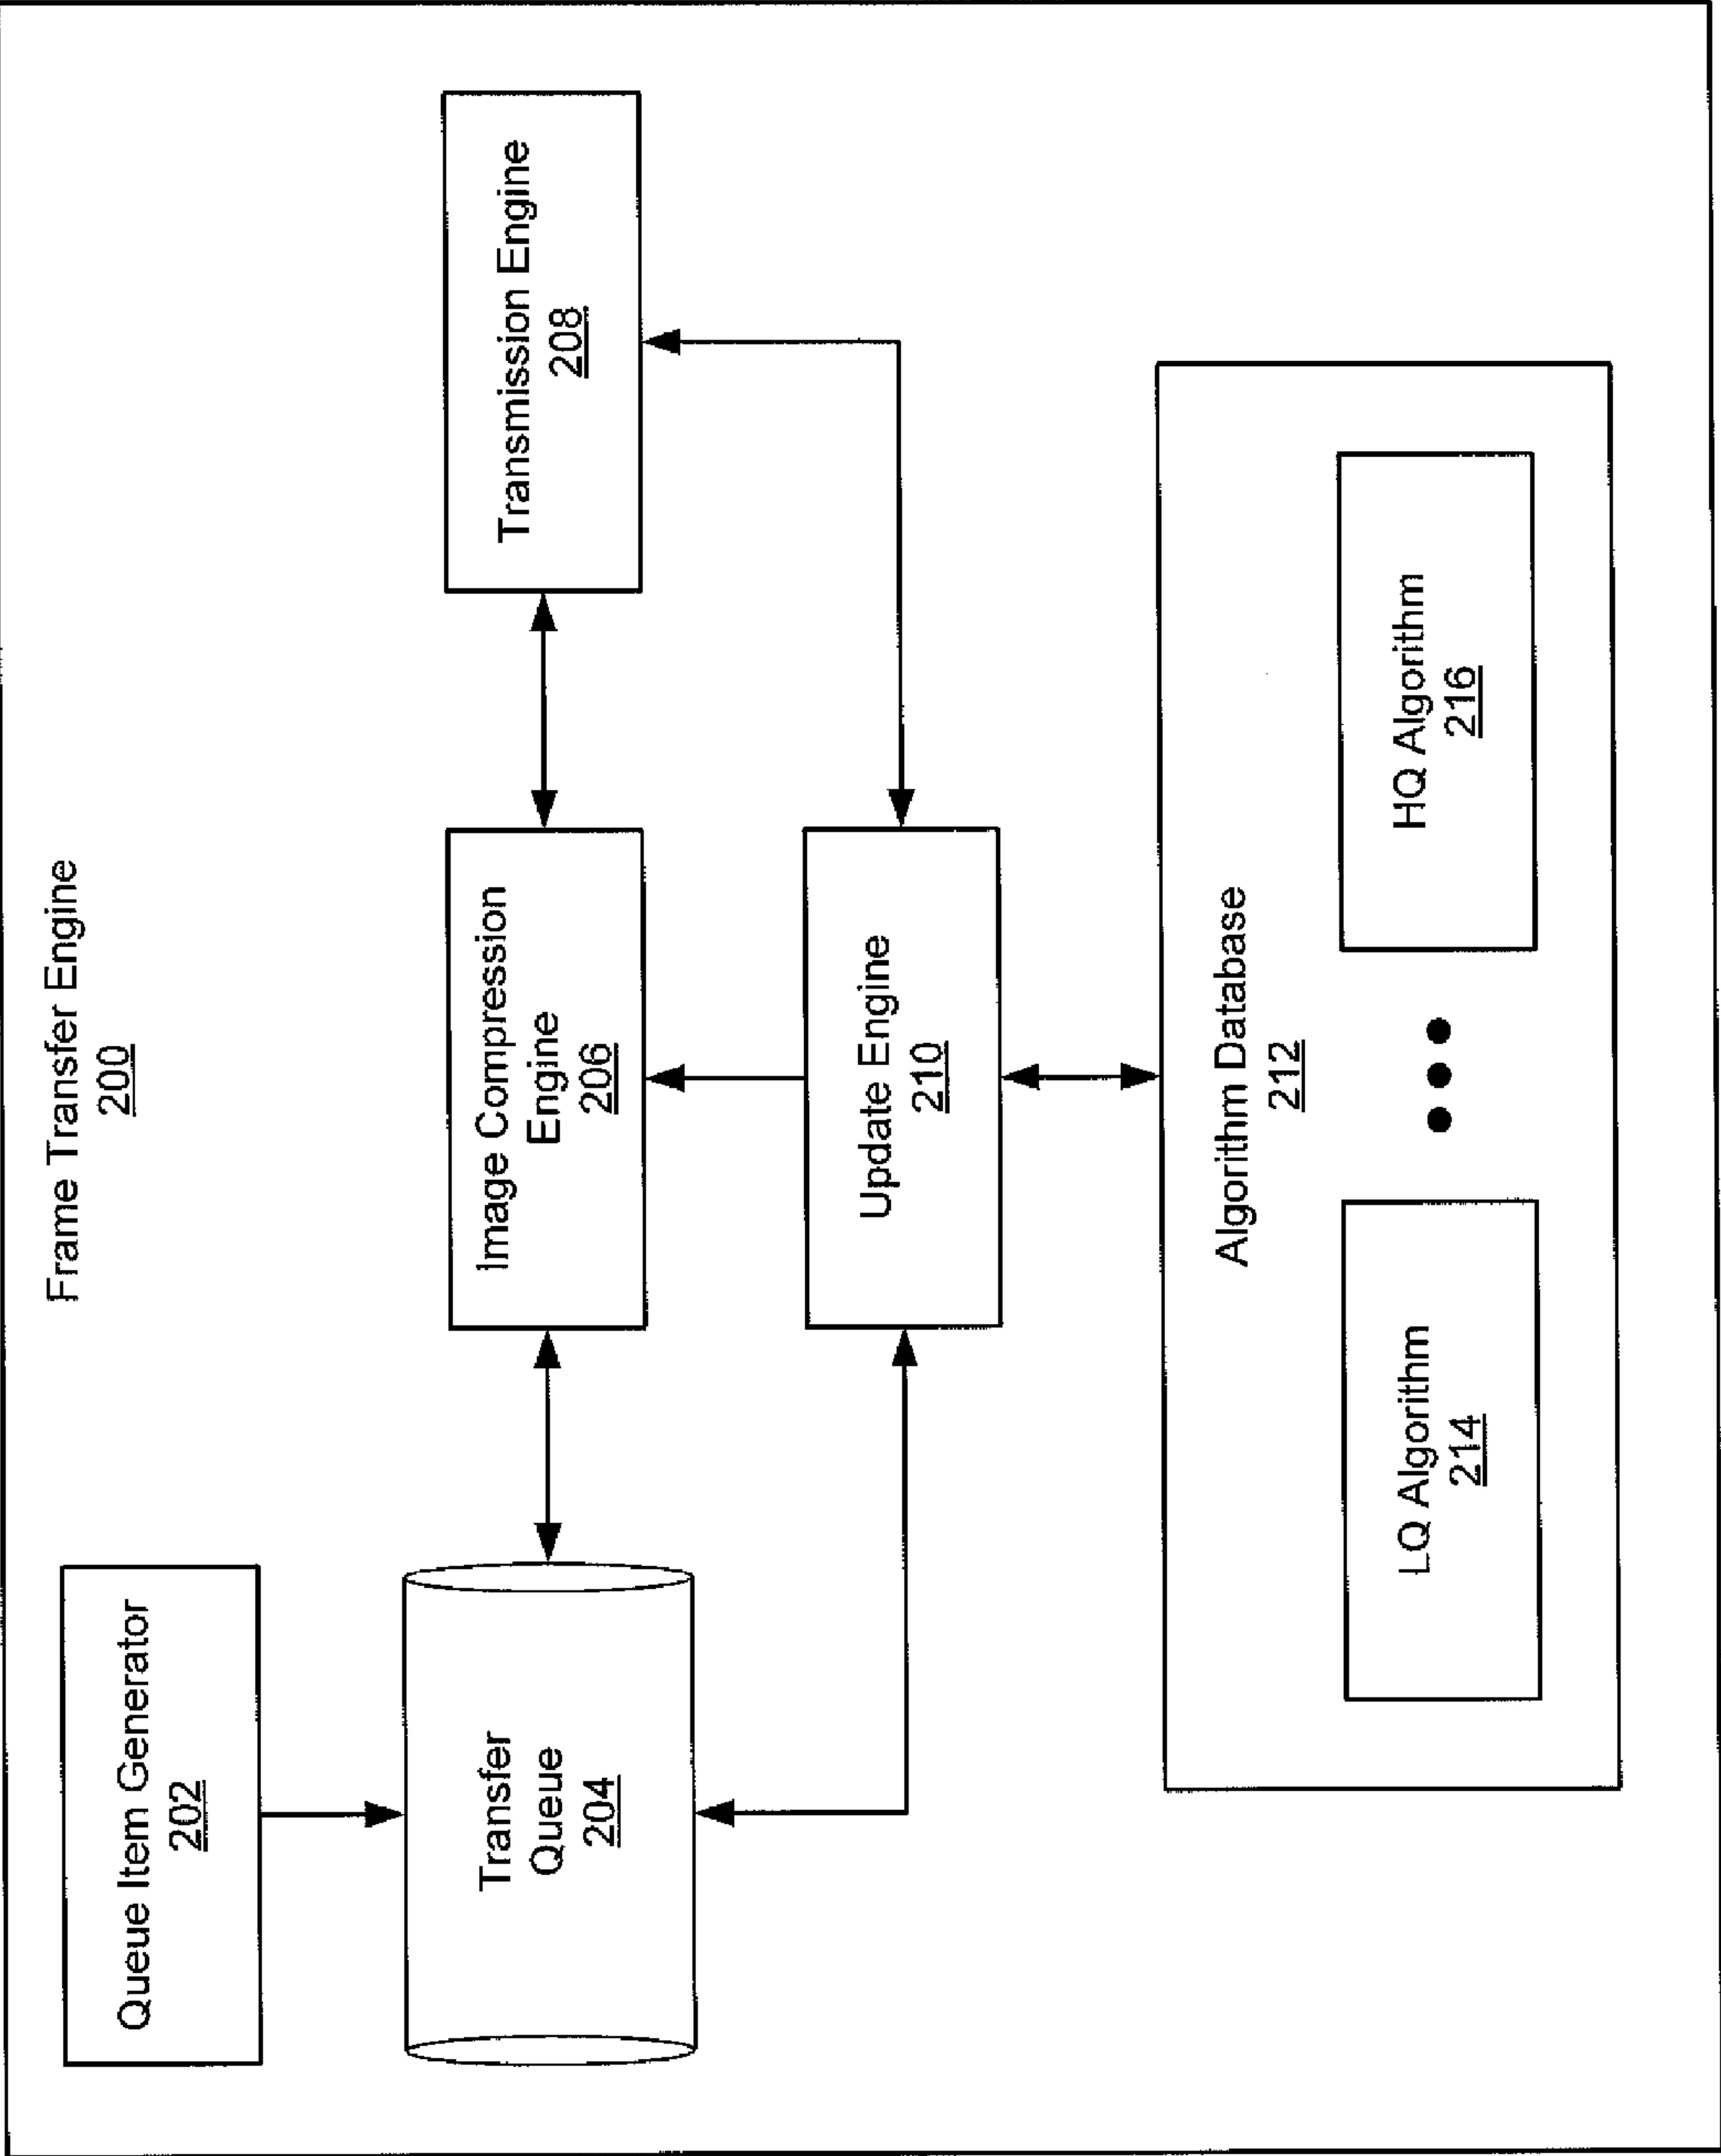 Frame Transfer Engine
200
Queue Item Generator
202
Transfer
Queue
204
Image Compression
Engine
206
Transmission Engine
208
Update Engine
210
Algorithm Database
212
LQ Algorithm
214
HQ Algorithm
216